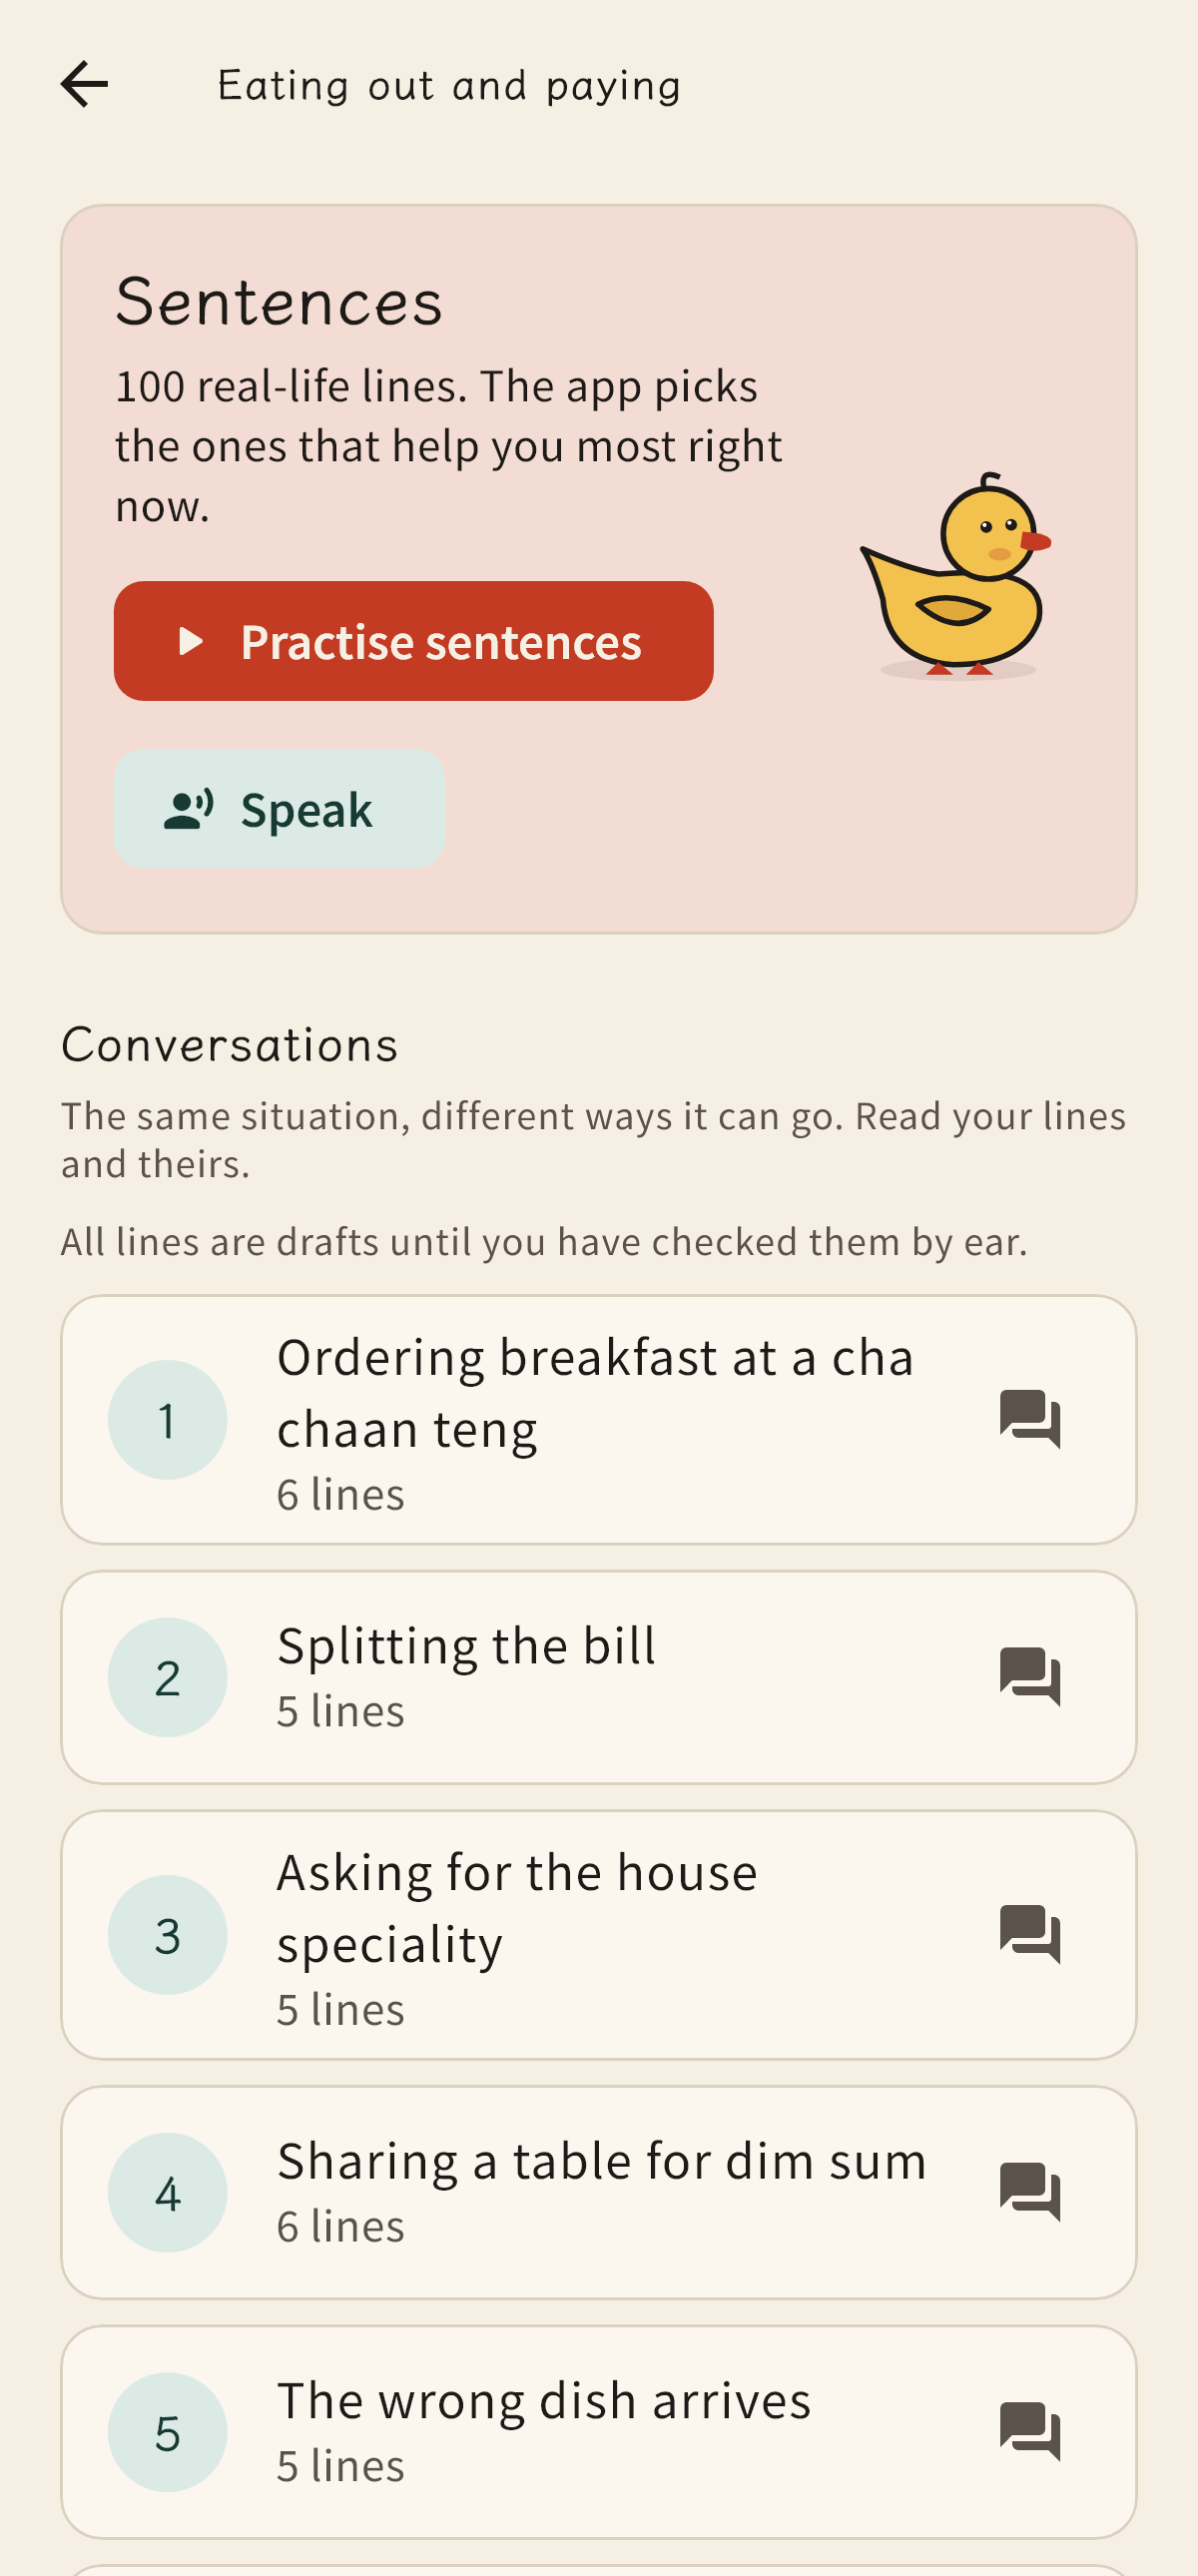 Eating out and paying
Sentences
100 real-life lines. The app picks
the ones that help you most right
now.
Practise sentences
Speak
Conversations
The same situation, different ways it can go. Read your lines
and theirs.
All lines are drafts until you have checked them by ear.
1
Ordering breakfast at a cha
chaan teng
6 lines
2
Splitting the bill
5 lines
3
Asking for the house
speciality
5 lines
4
Sharing a table for dim sum
6 lines
5
The wrong dish arrives
5 lines